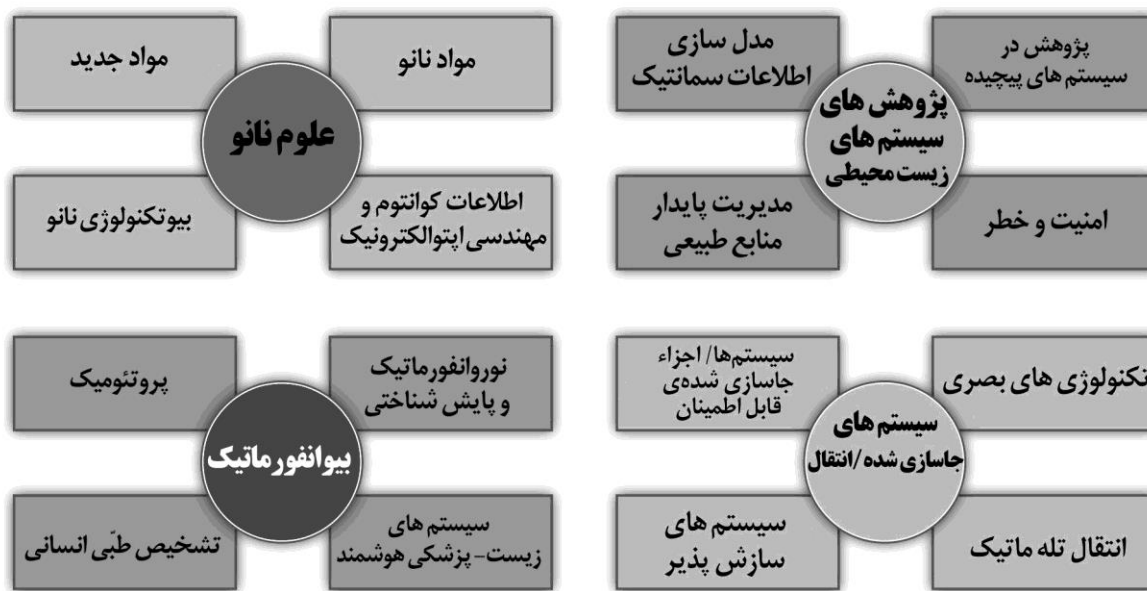 پژوهش در
سیستم های پیچیده
مدل سازی
اطلاعات سمانتیک
پژوهش های
سیستم های
زیست محیطی
امنیت و خطر
مدیریت پایدار
منابع طبیعی
مواد نانو
مواد جدید
علوم نانو
اطلاعات کوانتوم و
مهندسی اپتوالکترونیک
بیوتکنولوژی نانو
تکنولوژی های بصری
سیستم‌ها/ اجزاء
جاسازی شده‌ی
قابل اطمینان
سیستم های
جاسازی شده/انتقال
انتقال تله ماتیک
سیستم های
سازش پذیر
نوروانفورماتیک
و پایش شناختی
پروتئومیک
بیوانفورماتیک
سیستم های
زیست- پزشکی هوشمند
تشخیص طبّی انسانی